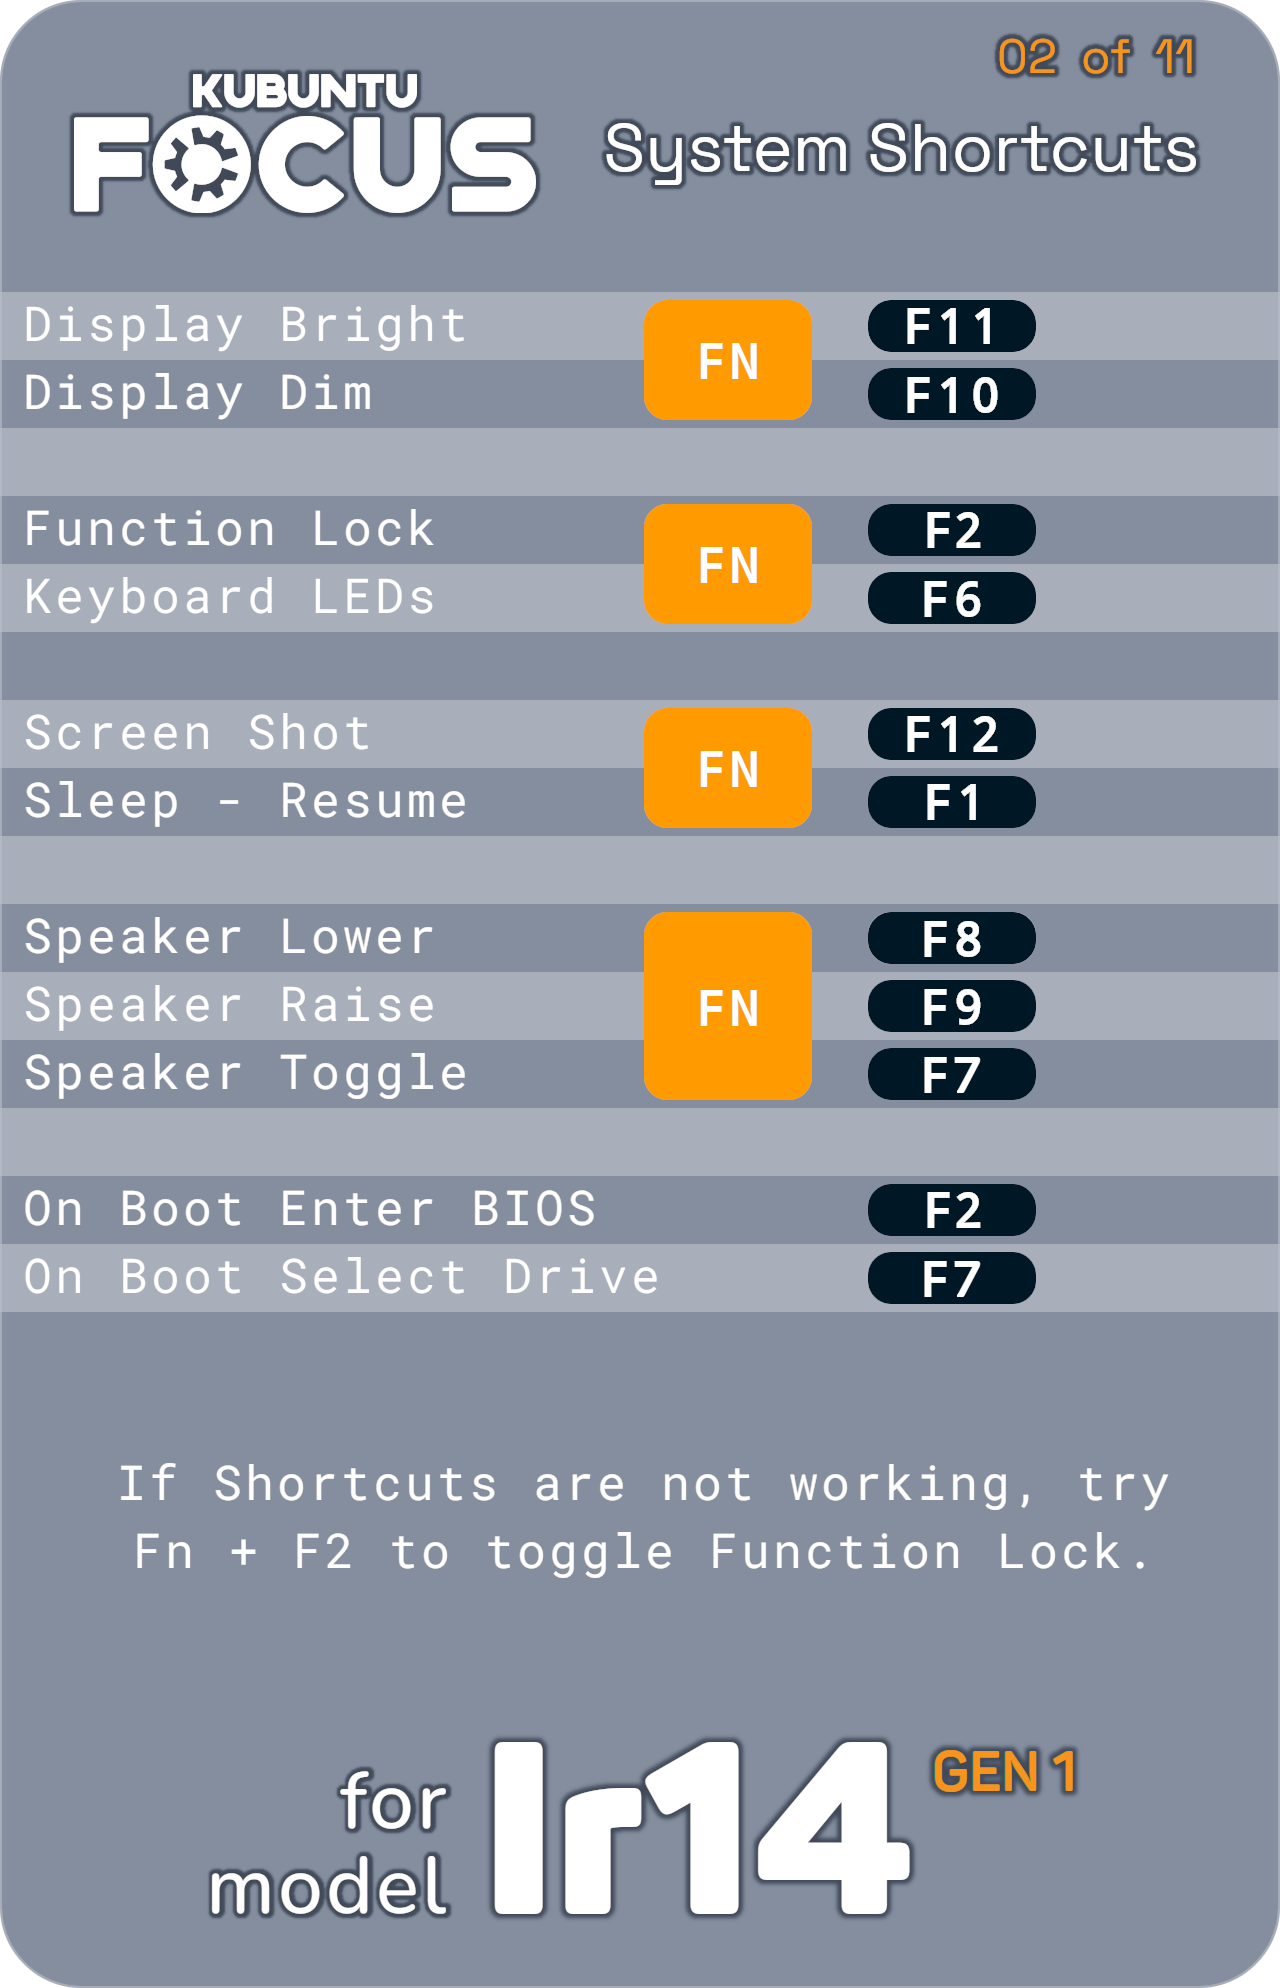 02 of 11
KUBUNTU
FOCUS
System Shortcuts
Display Bright FN F11
Display Dim F10
Function Lock FN F2
Keyboard LEDs F6
Screen Shot FN F12
Sleep - Resume F1
Speaker Lower F8
Speaker Raise FN F9
Speaker Toggle F7
On Boot Enter BIOS F2
On Boot Select Drive F7
If Shortcuts are not working, try
Fn + F2 to toggle Function Lock.
for
model
Ir14 GEN 1